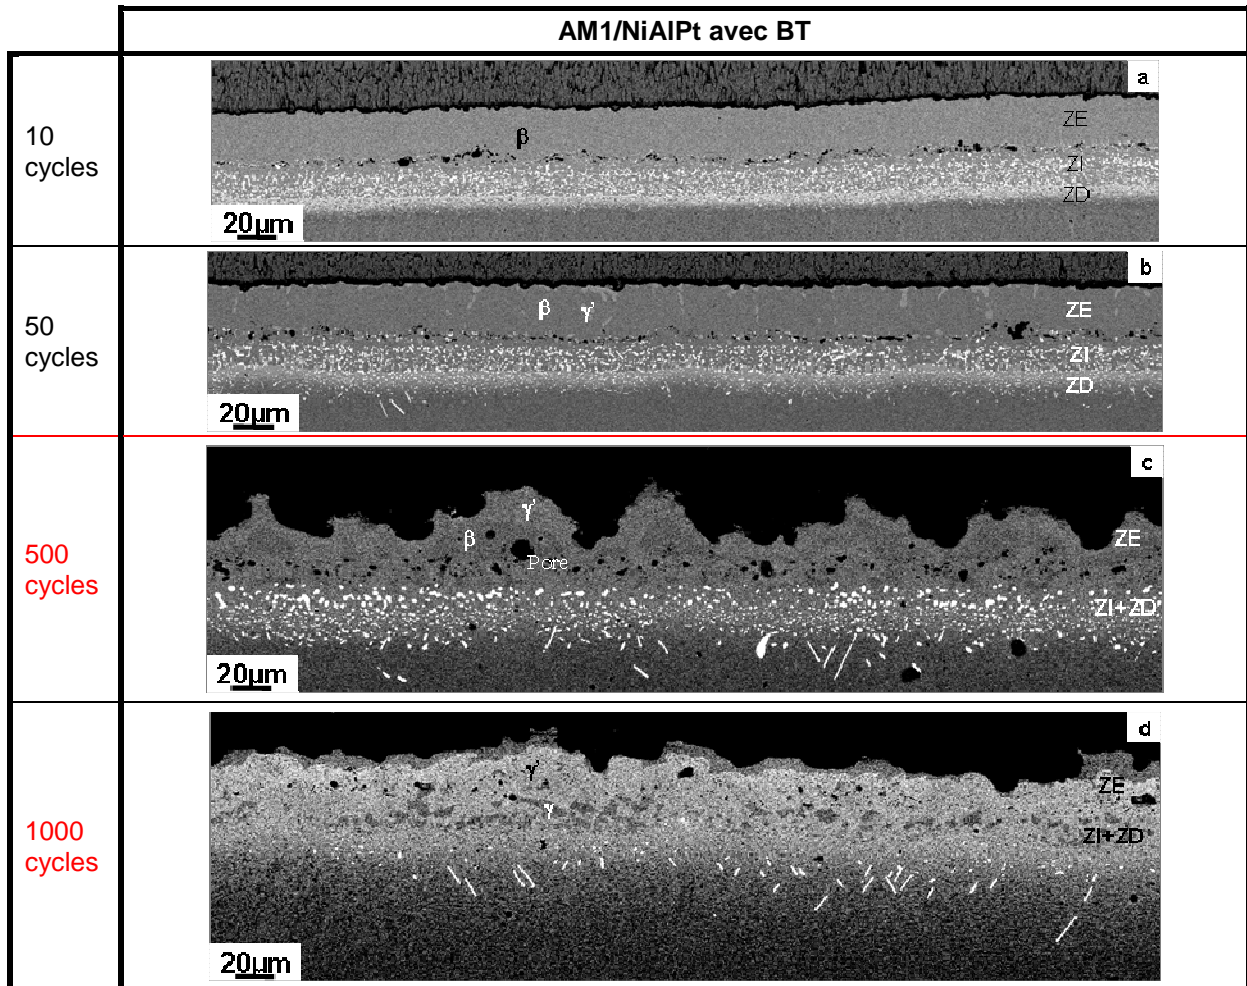 AM1/NiAlPt avec BT
10
cycles
a
ZE
β
ZI
ZD
20µm
50
cycles
b
β γ' ZE
ZI
ZD
20µm
500
cycles
c
γ'
β ZE
Pore
ZI+ZD
20µm
1000
cycles
d
γ'
ZE
γ
ZI+ZD
20µm